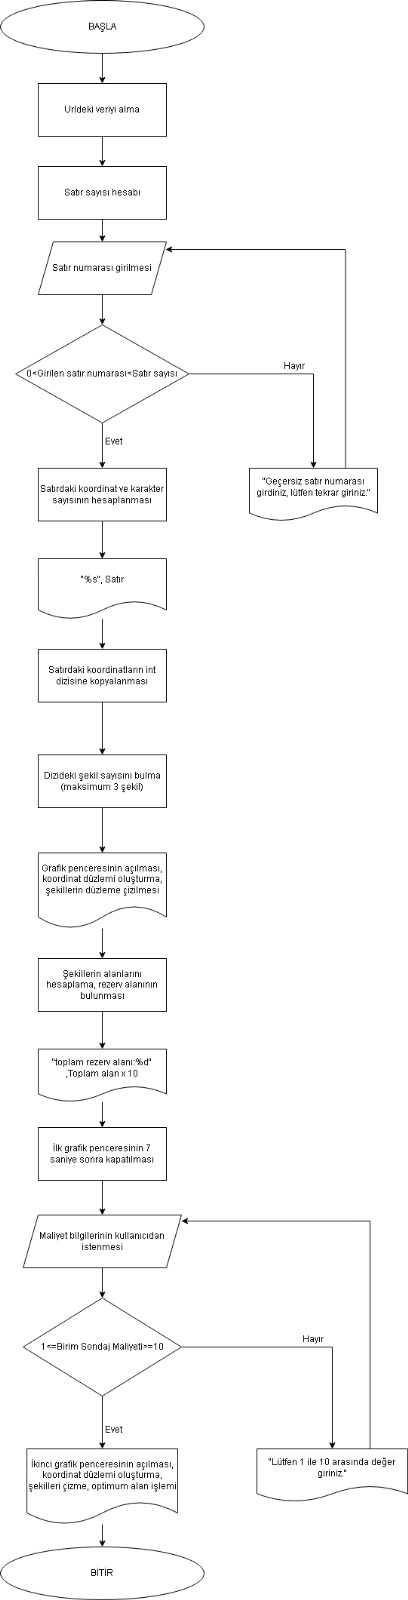 BAŞLA
Urldeki veriyi alma
Satır sayısı hesabı
Satır numarası girilmesi
0<Girilen satır numarası<Satır sayısı
Hayır
Evet
"Geçersiz satır numarası
girdiniz, lütfen tekrar giriniz."
Satırdaki koordinat ve karakter
sayısının hesaplanması
"%s", Satır
Satırdaki koordinatların int
dizisine kopyalanması
Dizideki şekil sayısını bulma
(maksimum 3 şekil)
Grafik penceresinin açılması,
koordinat düzlemi oluşturma,
şekillerin düzleme çizilmesi
Şekillerin alanlarını
hesaplama, rezerv alanının
bulunması
"toplam rezerv alanı:%d"
,Toplam alan x 10
İlk grafik penceresinin 7
saniye sonra kapatılması
Maliyet bilgilerinin kullanıcıdan
istenmesi
1<=Birim Sondaj Maliyeti>=10
Hayır
Evet
"Lütfen 1 ile 10 arasında değer
giriniz."
İkinci grafik penceresinin açılması,
koordinat düzlemi oluşturma,
şekilleri çizme, optimum alan işlemi
BİTİR